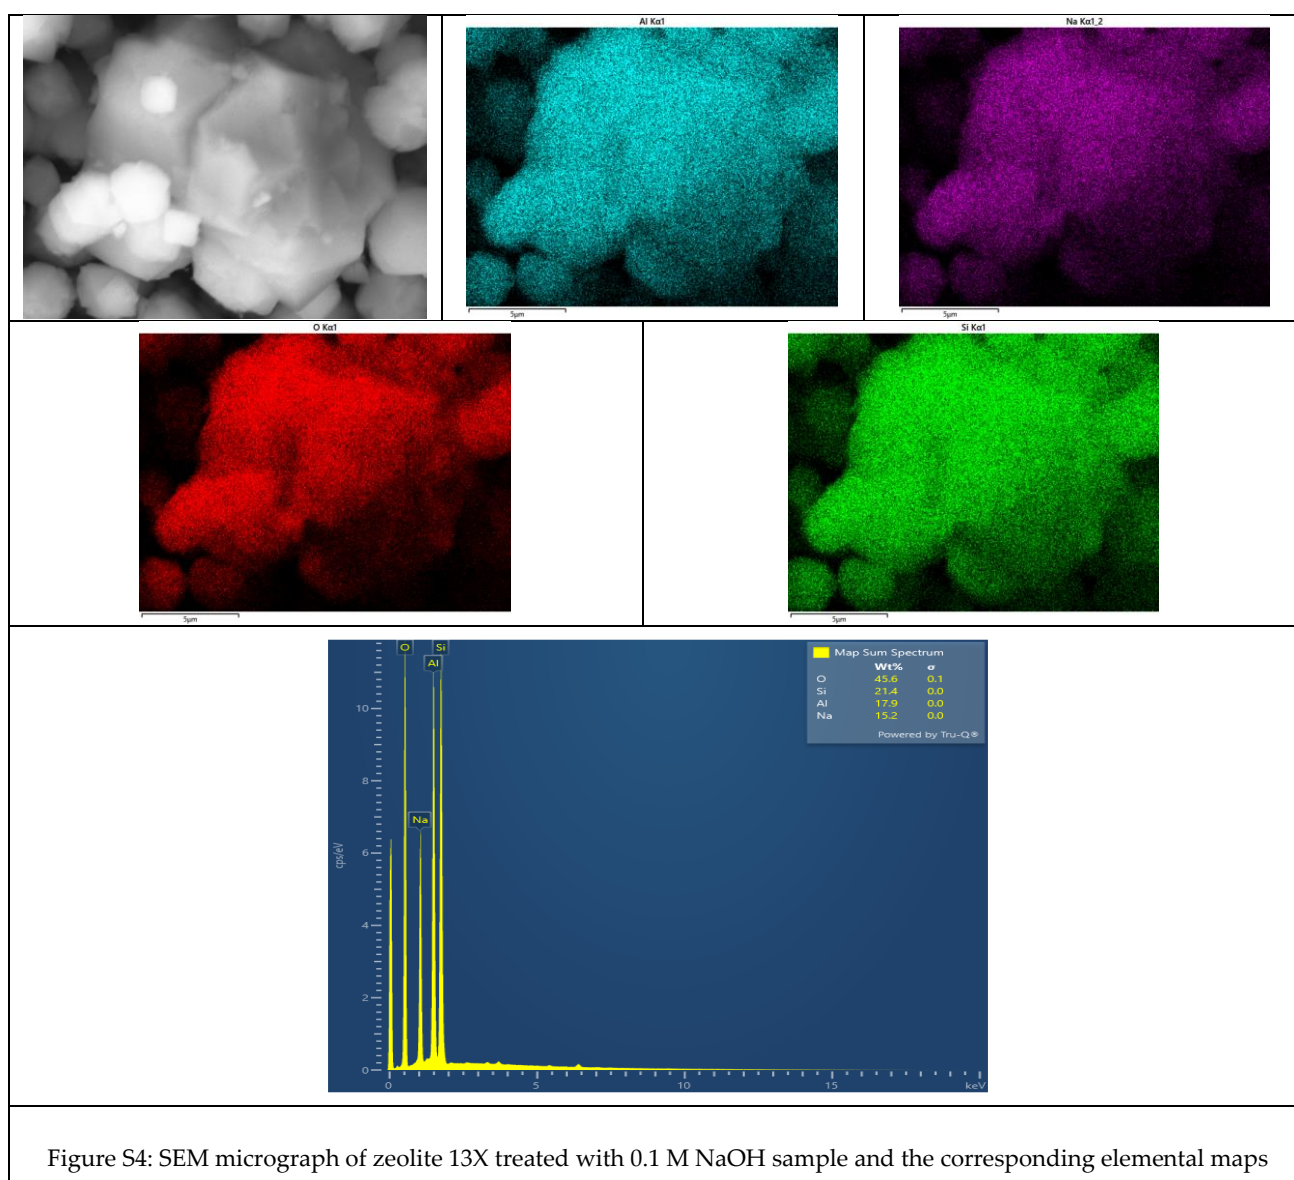 Al Kα1
Na Kα1_2
5µm
5µm
O Kα1
Si Kα1
5µm
5µm
O
Si
Al
Na
Map Sum Spectrum
Wt% σ
O 45.6 0.1
Si 21.4 0.0
Al 17.9 0.0
Na 15.2 0.0
Powered by Tru-Q®
10
8
6
4
2
0
cps/eV
0 5 10 15 keV
Figure S4: SEM micrograph of zeolite 13X treated with 0.1 M NaOH sample and the corresponding elemental maps